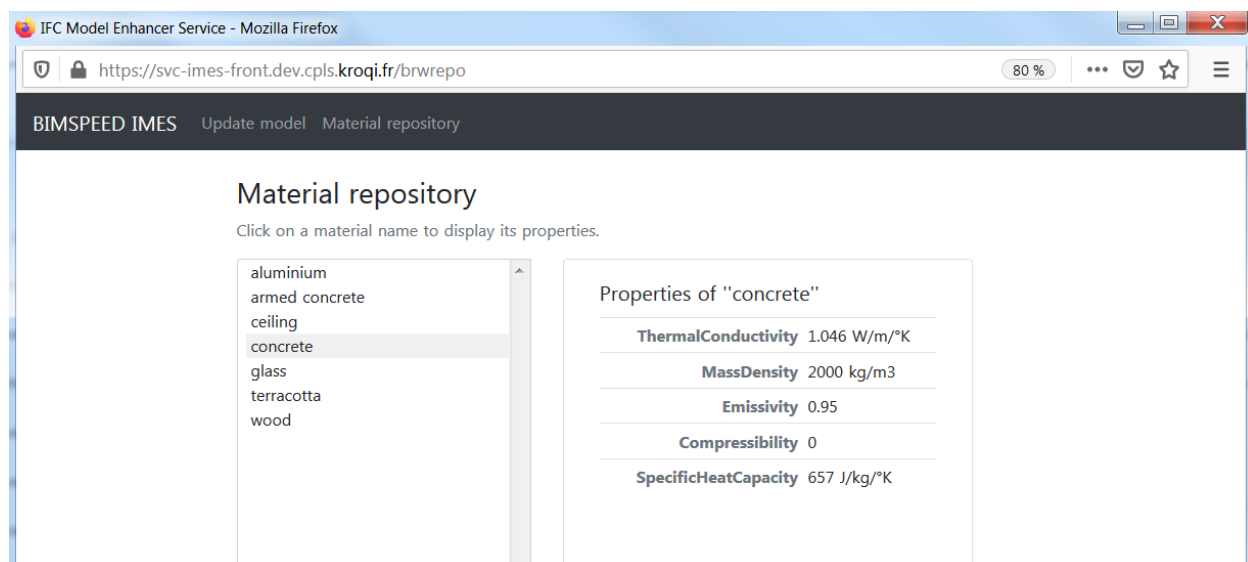 IFC Model Enhancer Service - Mozilla Firefox
https://svc-imes-front.dev.cpls.kroqi.fr/brwrepo 80 %
BIMSPEED IMES Update model Material repository
Material repository
Click on a material name to display its properties.
aluminium
armed concrete
ceiling
concrete
glass
terracotta
wood
Properties of "concrete"
ThermalConductivity 1.046 W/m/°K
MassDensity 2000 kg/m3
Emissivity 0.95
Compressibility 0
SpecificHeatCapacity 657 J/kg/°K